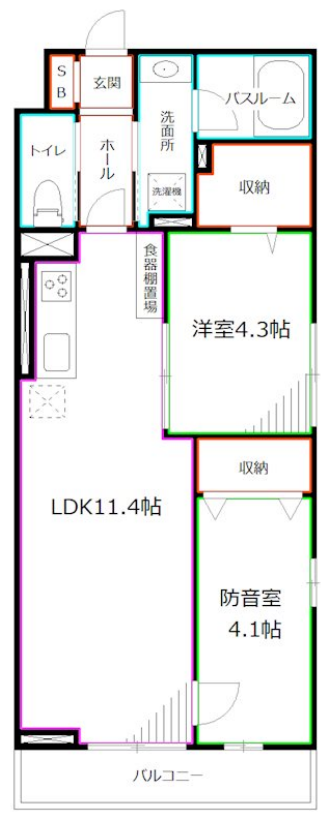 SB
玄関
バスルーム
洗面所
トイレ
ホール
洗濯機
収納
食器棚置場
洋室4.3帖
収納
LDK11.4帖
防音室
4.1帖
バルコニー